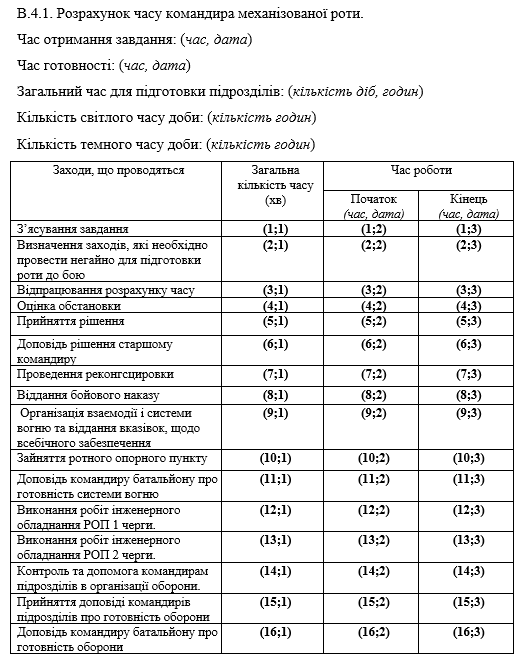 В.4.1. Розрахунок часу командира механізованої роти.
Час отримання завдання: (час, дата)
Час готовності: (час, дата)
Загальний час для підготовки підрозділів: (кількість діб, годин)
Кількість світлого часу доби: (кількість годин)
Кількість темного часу доби: (кількість годин)
Заходи, що проводяться
Загальна
кількість часу
(хв)
Час роботи
Початок
(час, дата)
Кінець
(час, дата)
З’ясування завдання (1;1) (1;2) (1;3)
Визначення заходів, які необхідно
провести негайно для підготовки
роти до бою
(2;1) (2;2) (2;3)
Відпрацювання розрахунку часу (3;1) (3;2) (3;3)
Оцінка обстановки (4;1) (4;2) (4;3)
Прийняття рішення (5;1) (5;2) (5;3)
Доповідь рішення старшому
командиру
(6;1) (6;2) (6;3)
Проведення реконгсцировки (7;1) (7;2) (7;3)
Віддання бойового наказу (8;1) (8;2) (8;3)
Організація взаємодії і системи
вогню та віддання вказівок, щодо
всебічного забезпечення
(9;1) (9;2) (9;3)
Зайняття ротного опорного пункту (10;1) (10;2) (10;3)
Доповідь командиру батальйону про
готовність системи вогню
(11;1) (11;2) (11;3)
Виконання робіт інженерного
обладнання РОП 1 черги.
(12;1) (12;2) (12;3)
Виконання робіт інженерного
обладнання РОП 2 черги.
(13;1) (13;2) (13;3)
Контроль та допомога командирам
підрозділів в організації оборони.
(14;1) (14;2) (14;3)
Прийняття доповіді командирів
підрозділів про готовність оборони
(15;1) (15;2) (15;3)
Доповідь командиру батальйону про
готовність оборони
(16;1) (16;2) (16;3)